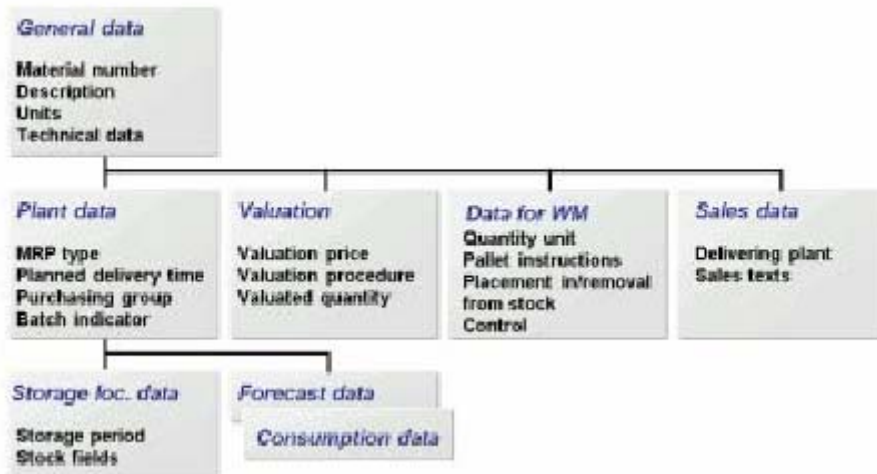 General data
Material number
Description
Units
Technical data
Plant data
MRP type
Planned delivery time
Purchasing group
Batch indicator
Valuation
Valuation price
Valuation procedure
Valuated quantity
Data for WM
Quantity unit
Pallet instructions
Placement in/removal
from stock
Control
Sales data
Delivering plant
Sales texts
Storage loc. data
Storage period
Stock fields
Forecast data
Consumption data